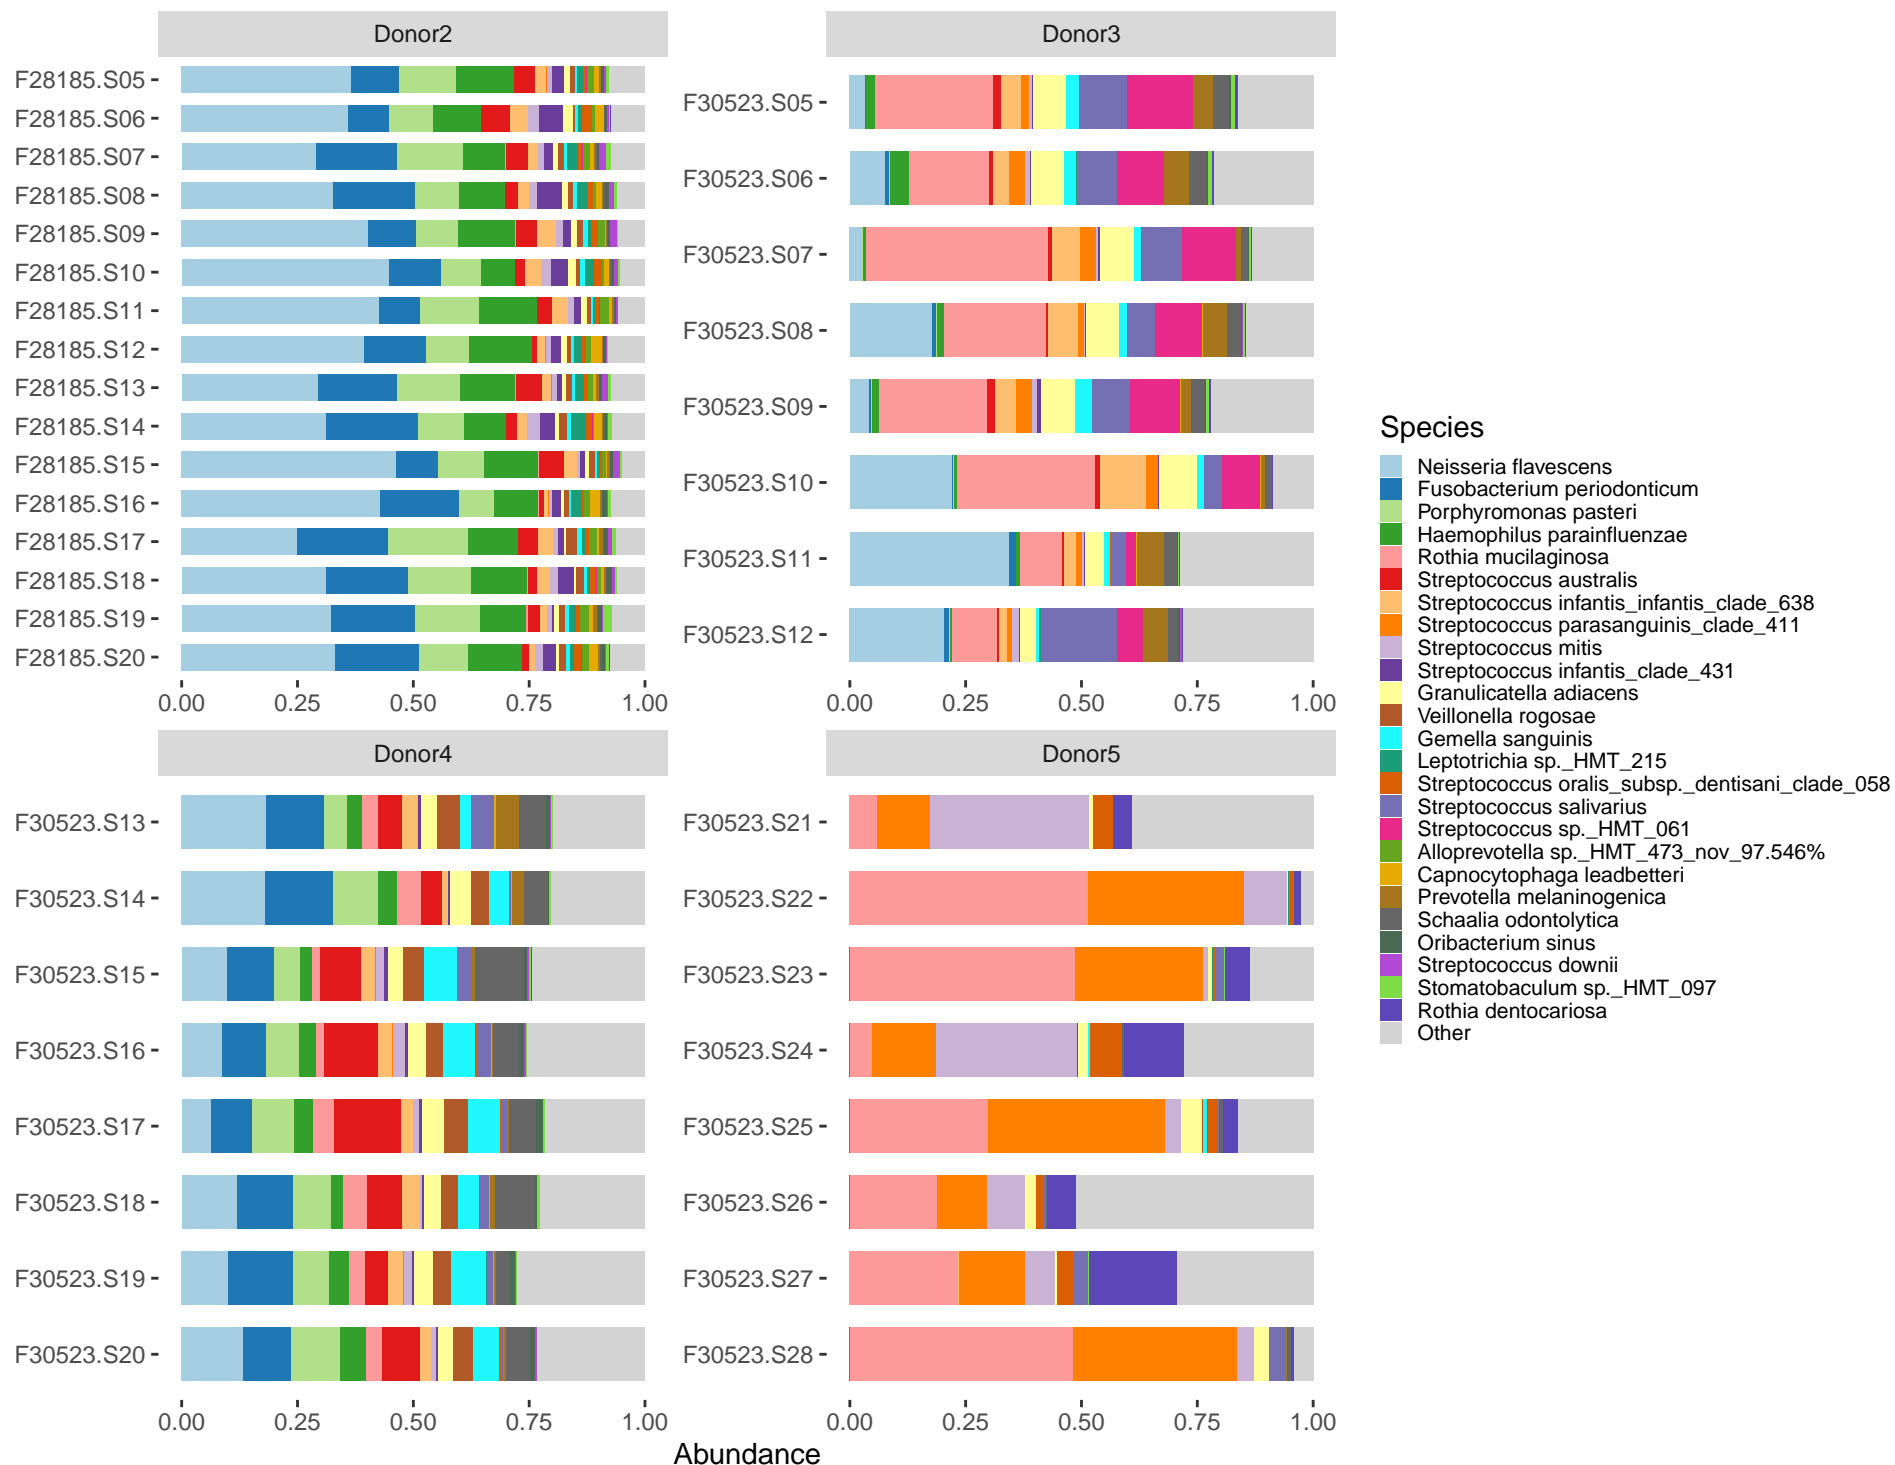 Donor2
F28185.S05
F28185.S06
F28185.S07
F28185.S08
F28185.S09
F28185.S10
F28185.S11
F28185.S12
F28185.S13
F28185.S14
F28185.S15
F28185.S16
F28185.S17
F28185.S18
F28185.S19
F28185.S20
0.00 0.25 0.50 0.75 1.00
Donor3
F30523.S05
F30523.S06
F30523.S07
F30523.S08
F30523.S09
F30523.S10
F30523.S11
F30523.S12
0.00 0.25 0.50 0.75 1.00
Donor4
F30523.S13
F30523.S14
F30523.S15
F30523.S16
F30523.S17
F30523.S18
F30523.S19
F30523.S20
0.00 0.25 0.50 0.75 1.00
Donor5
F30523.S21
F30523.S22
F30523.S23
F30523.S24
F30523.S25
F30523.S26
F30523.S27
F30523.S28
0.00 0.25 0.50 0.75 1.00
Abundance
Species
Neisseria flavescens
Fusobacterium periodonticum
Porphyromonas pasteri
Haemophilus parainfluenzae
Rothia mucilaginosa
Streptococcus australis
Streptococcus infantis_infantis_clade_638
Streptococcus parasanguinis_clade_411
Streptococcus mitis
Streptococcus infantis_clade_431
Granulicatella adiacens
Veillonella rogosae
Gemella sanguinis
Leptotrichia sp._HMT_215
Streptococcus oralis_subsp._dentisani_clade_058
Streptococcus salivarius
Streptococcus sp._HMT_061
Alloprevotella sp._HMT_473_nov_97.546%
Capnocytophaga leadbetteri
Prevotella melaninogenica
Schaalia odontolytica
Oribacterium sinus
Streptococcus downii
Stomatobaculum sp._HMT_097
Rothia dentocariosa
Other